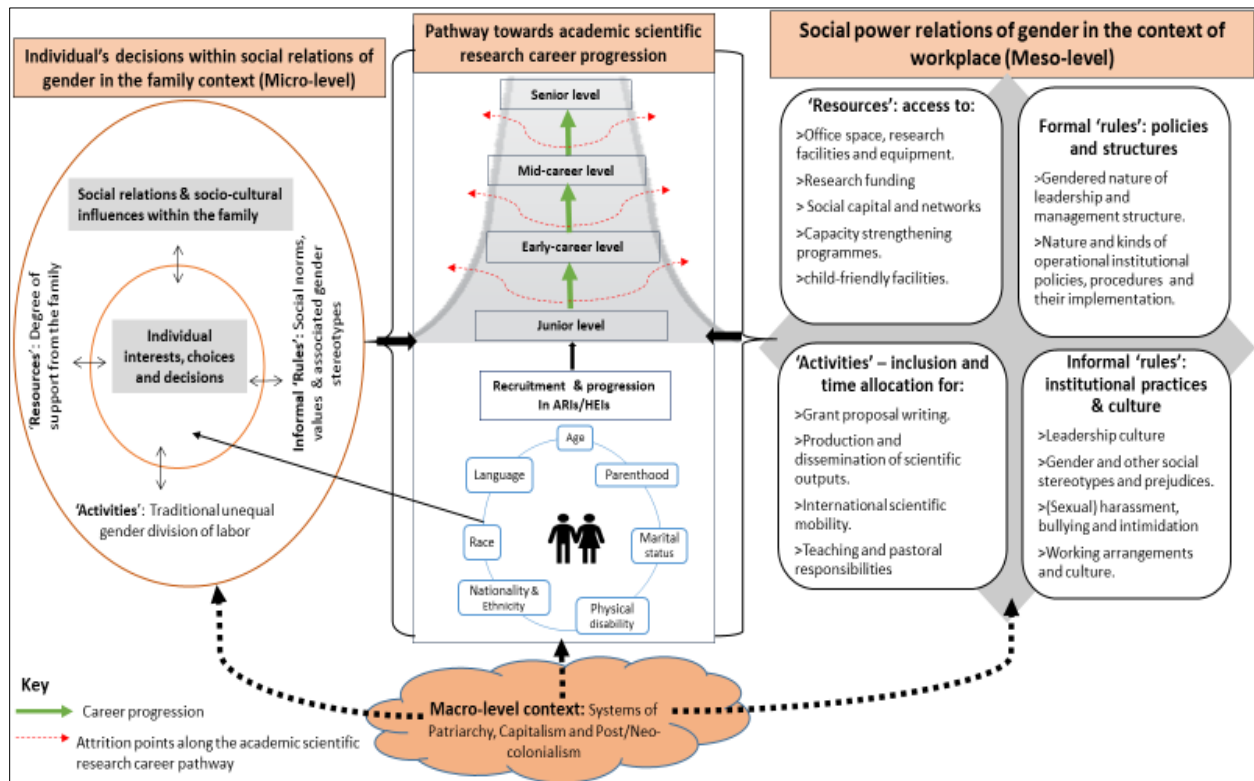 Individual's decisions within social relations of
gender in the family context (Micro-level)
Social relations & socio-cultural
influences within the family
'Resources': Degree of
support from the family
Individual
interests, choices
and decisions
Informal 'Rules': Social norms,
values & associated gender
stereotypes
'Activities': Traditional unequal
gender division of labor
Pathway towards academic scientific
research career progression
Senior level
Mid-career level
Early-career level
Junior level
Recruitment & progression
In ARIs/HEIs
Age
Language
Parenthood
Race
Marital
status
Nationality &
Ethnicity
Physical
disability
Social power relations of gender in the context of
workplace (Meso-level)
'Resources': access to:
>Office space, research
facilities and equipment.
>Research funding
> Social capital and networks
>Capacity strengthening
programmes.
>child-friendly facilities.
Formal 'rules': policies
and structures
>Gendered nature of
leadership and
management structure.
>Nature and kinds of
operational institutional
policies, procedures and
their implementation.
'Activities' – inclusion and
time allocation for:
>Grant proposal writing.
>Production and
dissemination of scientific
outputs.
>International scientific
mobility.
>Teaching and pastoral
responsibilities
Informal 'rules':
institutional practices
& culture
>Leadership culture
>Gender and other social
stereotypes and prejudices.
>(Sexual) harassment,
bullying and intimidation
>Working arrangements
and culture.
Macro-level context: Systems of
Patriarchy, Capitalism and Post/Neo-
colonialism
Key
Career progression
Attrition points along the academic scientific
research career pathway